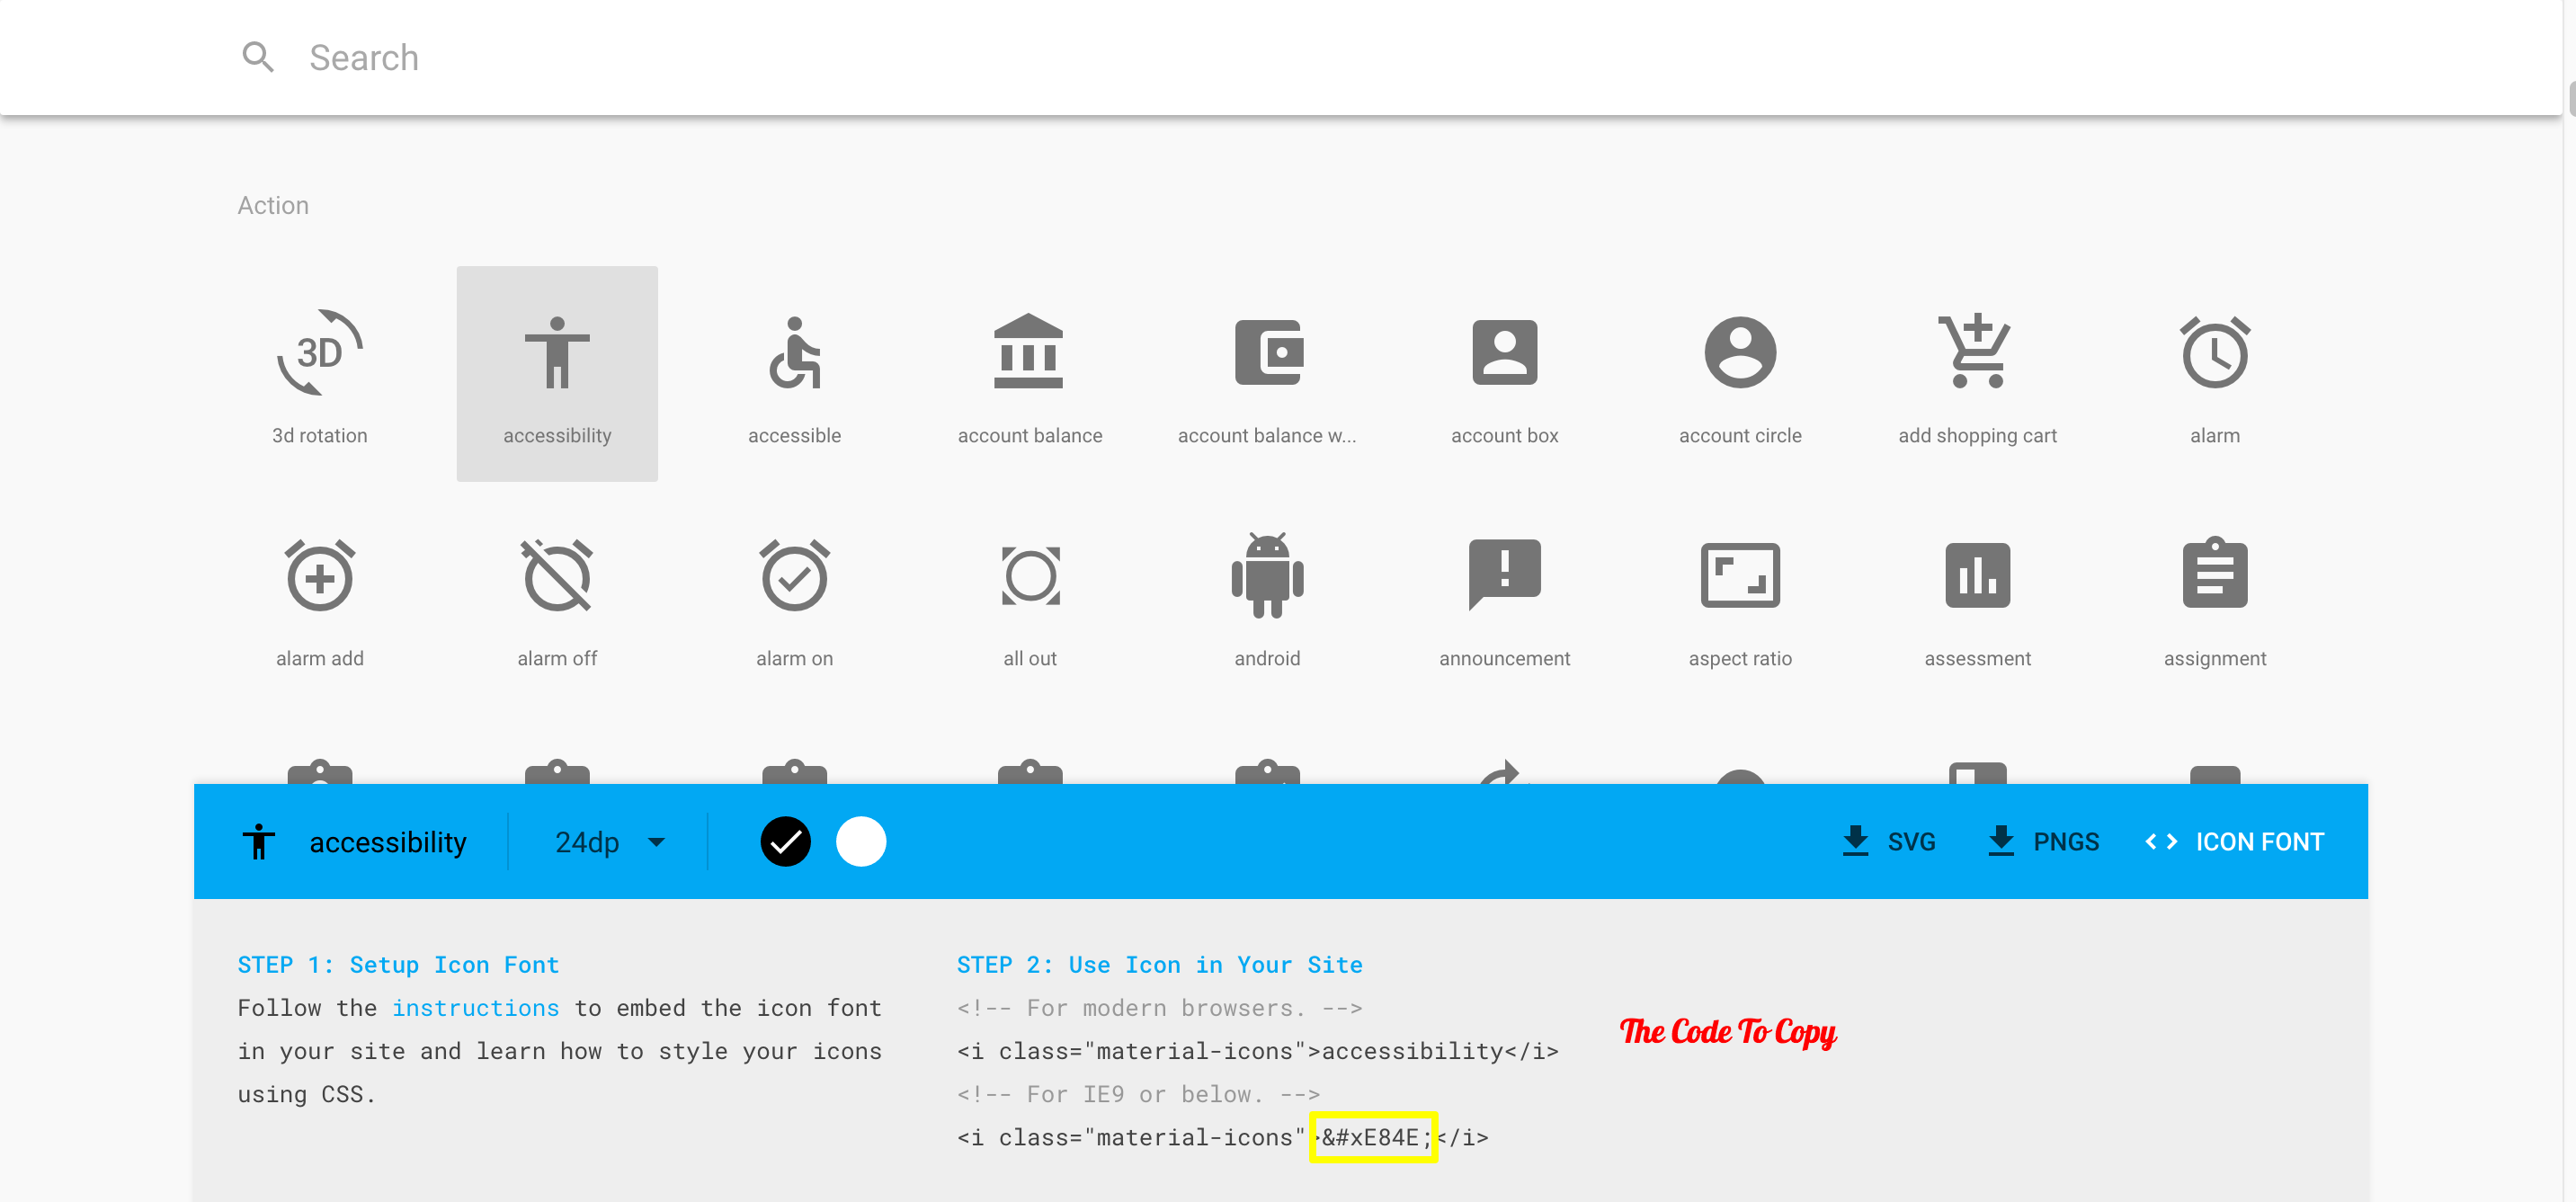 Search
Action
3D
3d rotation
accessibility
accessible
account balance
account balance w...
account box
account circle
add shopping cart
alarm
alarm add
alarm off
alarm on
all out
android
announcement
aspect ratio
assessment
assignment
accessibility
24dp
SVG
PNGS
ICON FONT
STEP 1: Setup Icon Font
Follow the instructions to embed the icon font
in your site and learn how to style your icons
using CSS.
STEP 2: Use Icon in Your Site
<!-- For modern browsers. -->
<i class="material-icons">accessibility</i>
<!-- For IE9 or below. -->
<i class="material-icons">&#xE84E;</i>
The Code To Copy